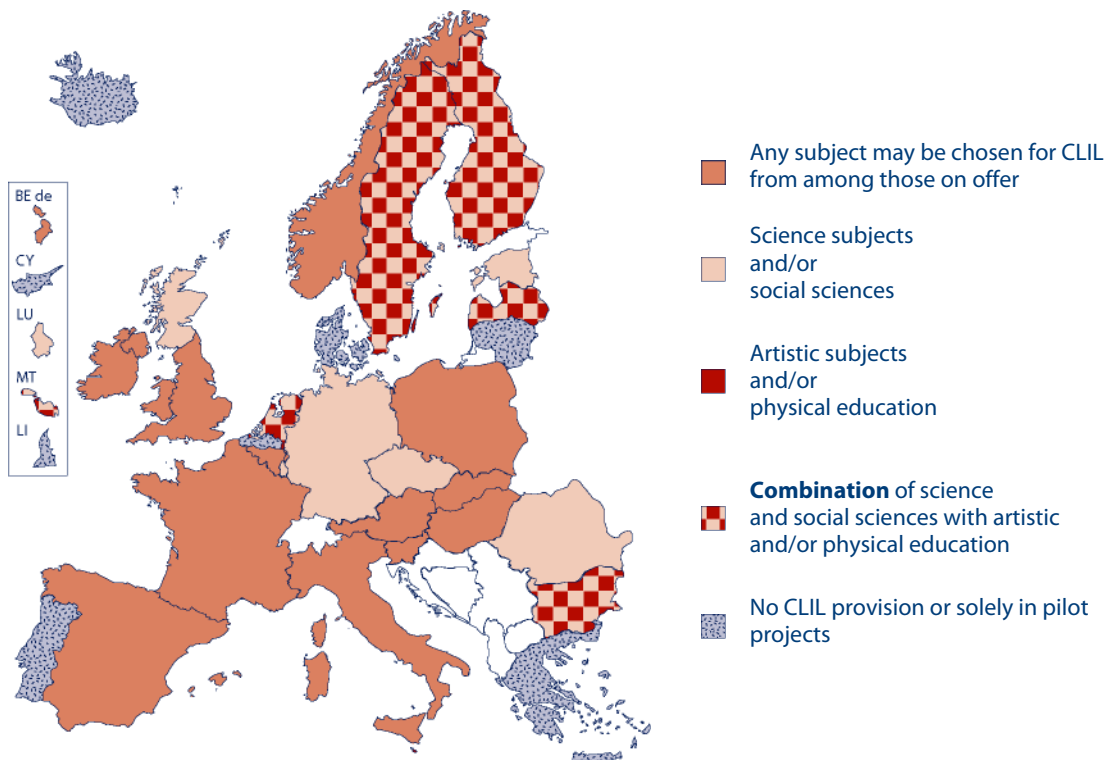 BE de
CY
LU
MT
LI
Any subject may be chosen for CLIL
from among those on offer
Science subjects
and/or
social sciences
Artistic subjects
and/or
physical education
Combination of science
and social sciences with artistic
and/or physical education
No CLIL provision or solely in pilot
projects